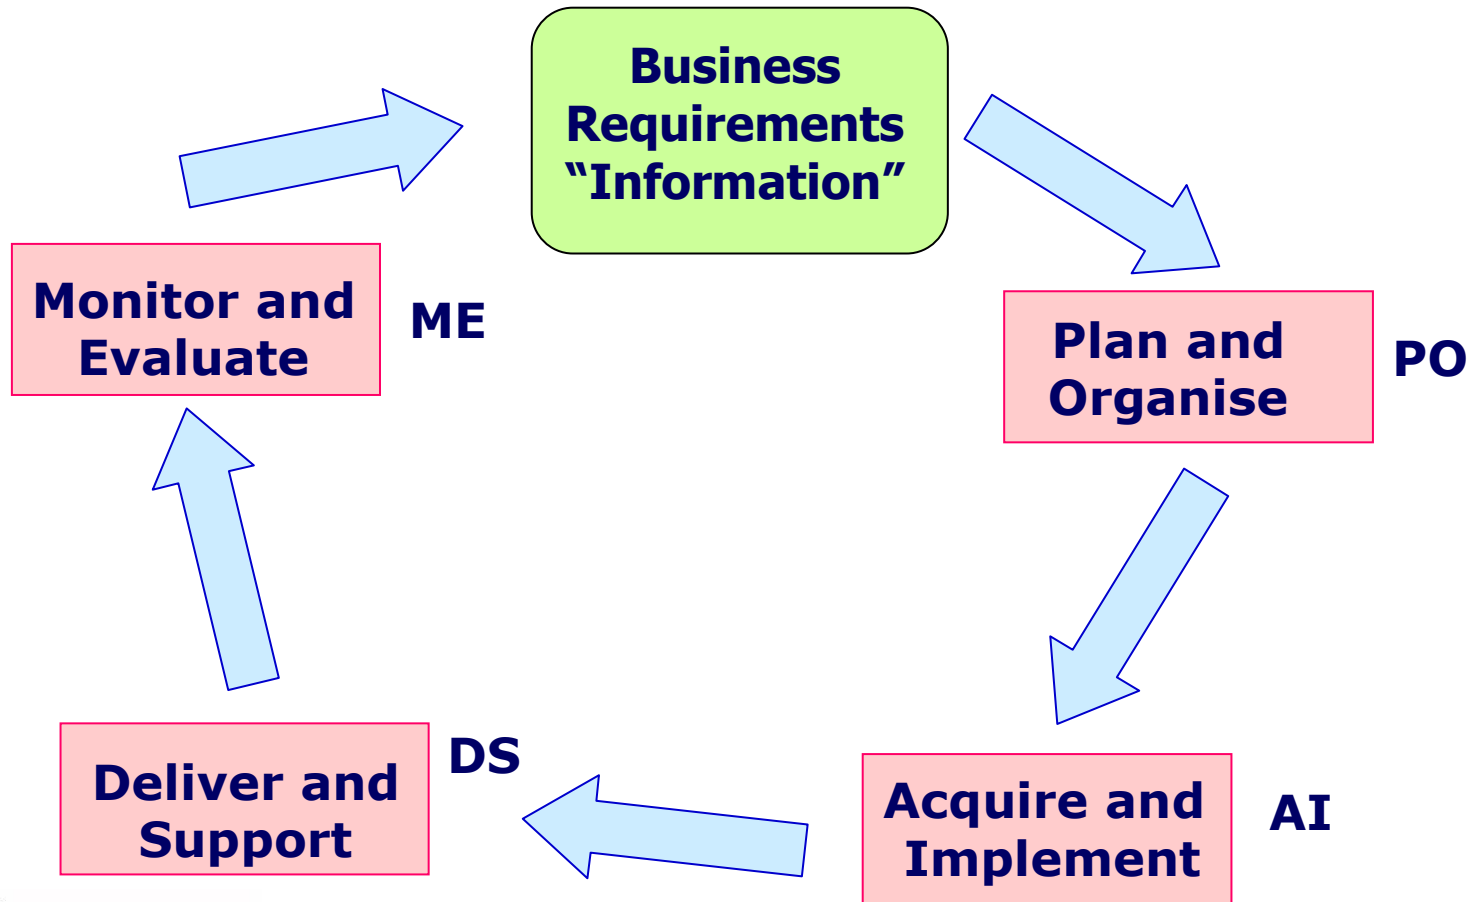 Business
Requirements
“Information”
Monitor and
Evaluate
ME
Plan and
Organise
PO
Deliver and
Support
DS
Acquire and
Implement
AI